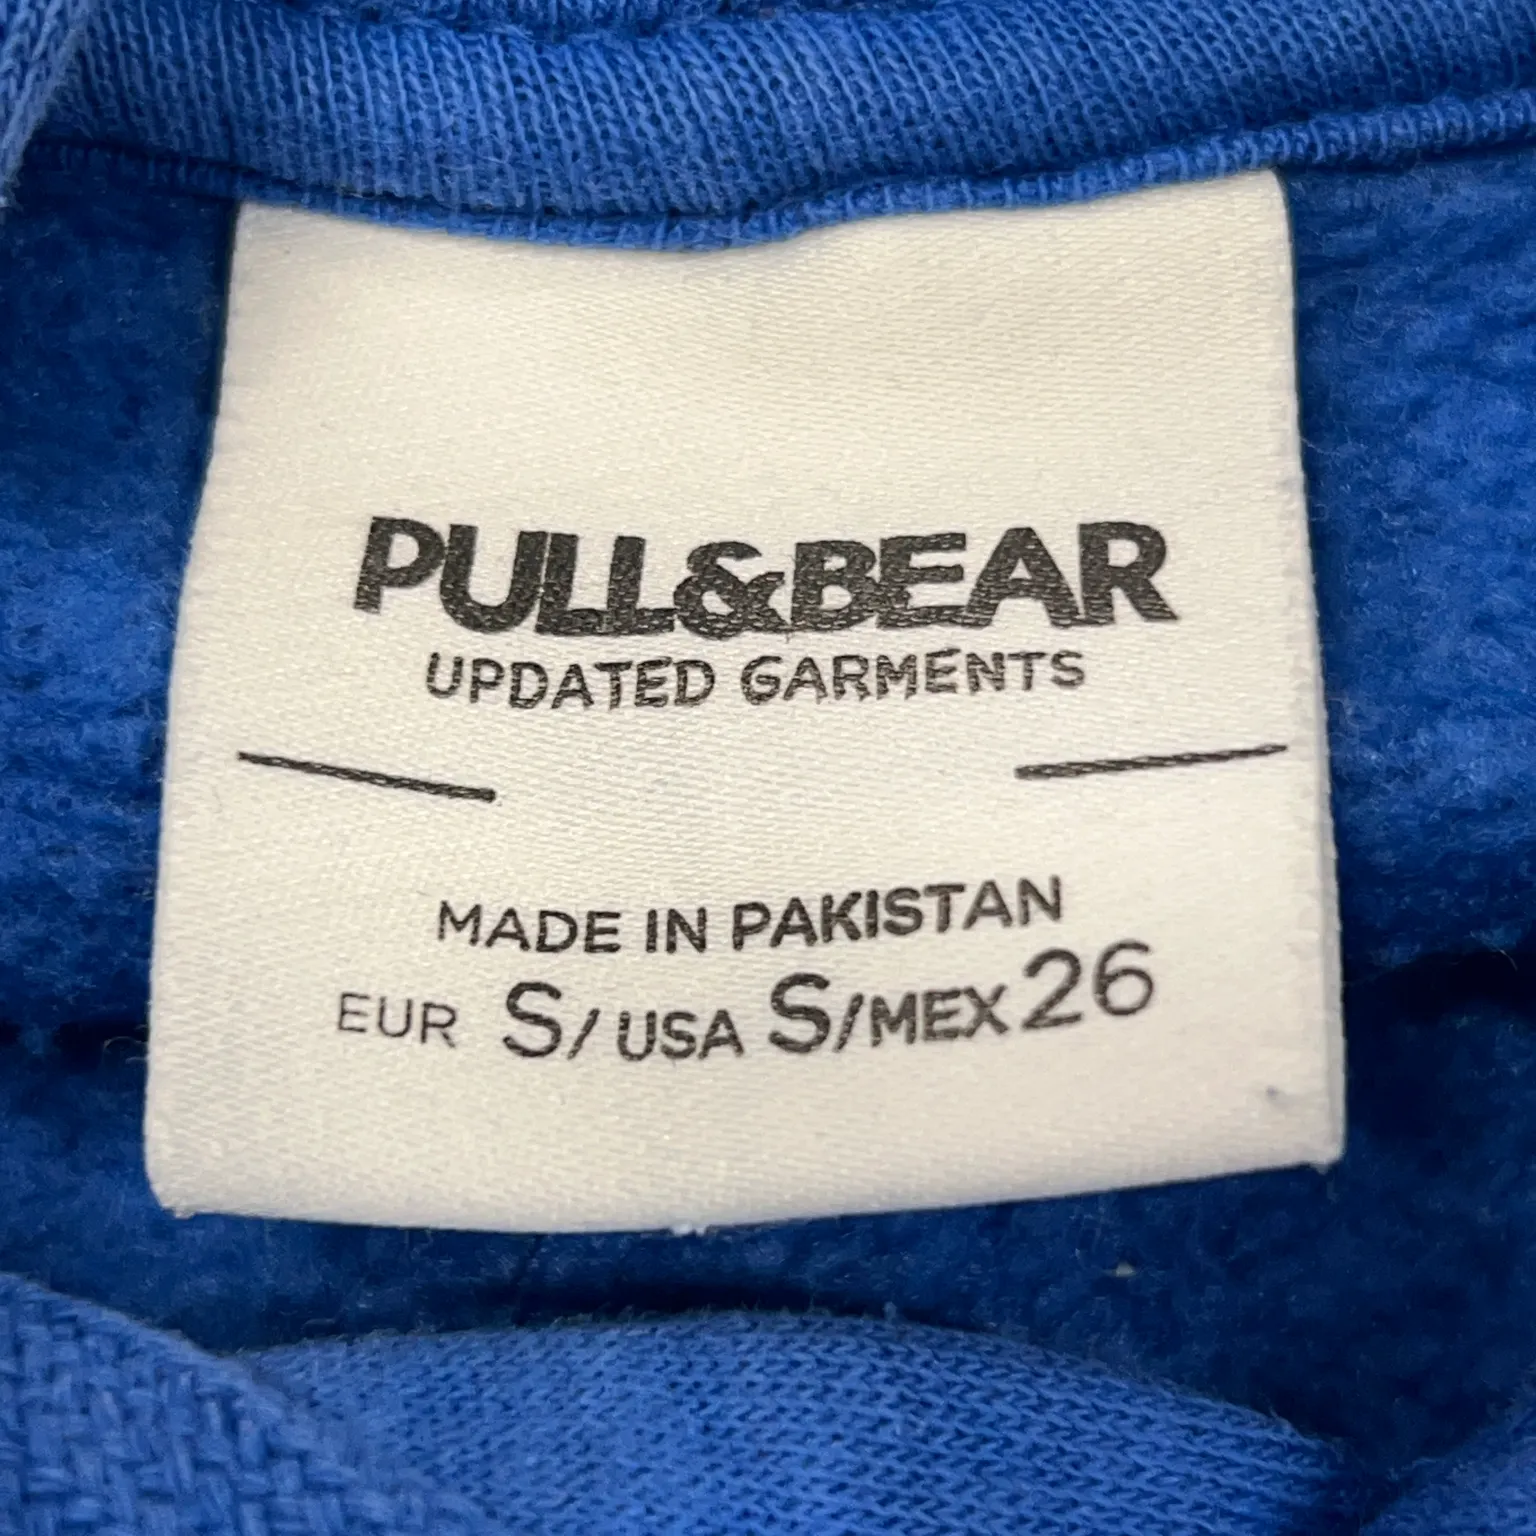 PULL&BEAR
UPDATED GARMENTS
MADE IN PAKISTAN
EUR S/ USA S/MEX 26